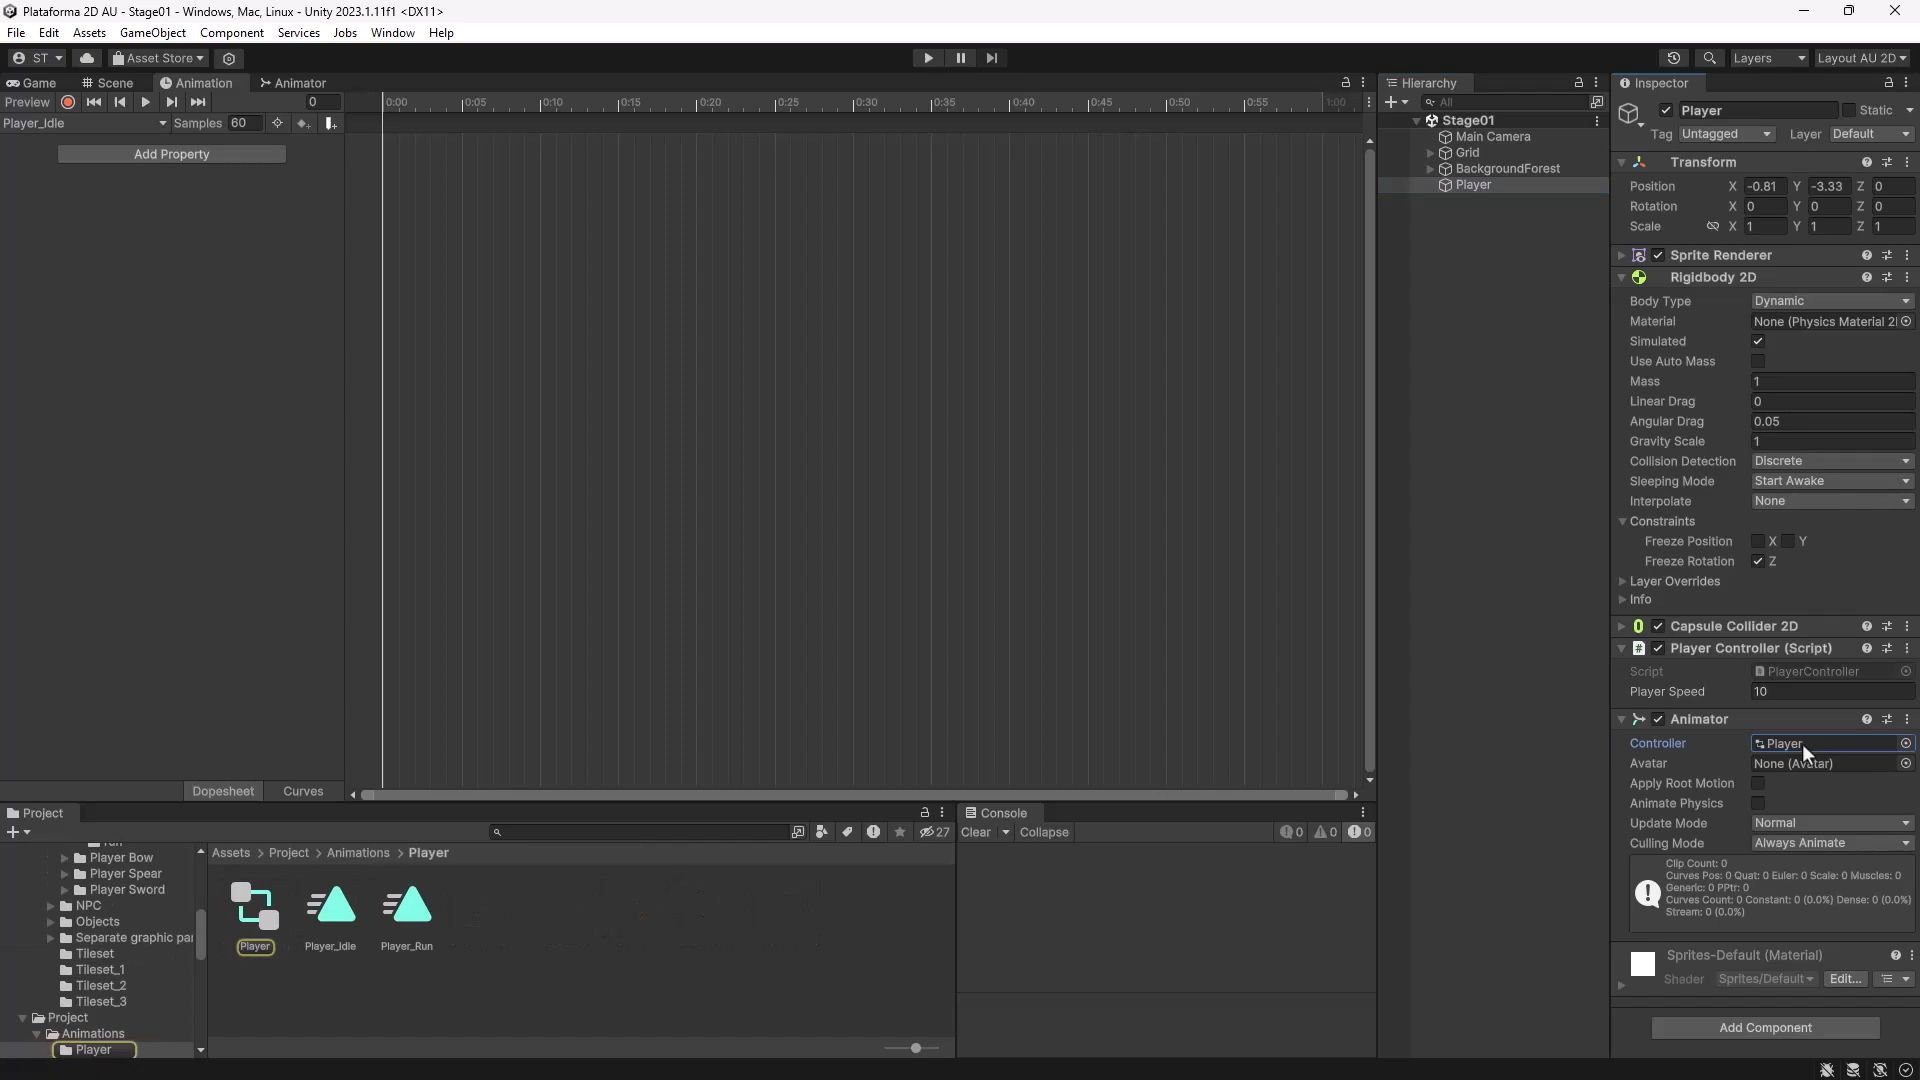 Plataforma 2D AU - Stage01 - Windows, Mac, Linux - Unity 2023.1.11f1 <DX11>
File Edit Assets GameObject Component Services Jobs Window Help
ST Asset Store Layers Layout AU 2D
Game Scene Animation Animator
Preview 0
0:00 0:05 0:10 0:15 0:20 0:25 0:30 0:35 0:40 0:45 0:50 0:55 1:00
Player_Idle Samples 60
Add Property
Dopesheet Curves
Hierarchy
All
Stage01
Main Camera
Grid
BackgroundForest
Player
Inspector
Player Static
Tag Untagged Layer Default
Transform
Position X -0.81 Y -3.33 Z 0
Rotation X 0 Y 0 Z 0
Scale X 1 Y 1 Z 1
Sprite Renderer
Rigidbody 2D
Body Type Dynamic
Material None (Physics Material 2
Simulated
Use Auto Mass
Mass 1
Linear Drag 0
Angular Drag 0.05
Gravity Scale 1
Collision Detection Discrete
Sleeping Mode Start Awake
Interpolate None
Constraints
Freeze Position X Y
Freeze Rotation Z
Layer Overrides
Info
Capsule Collider 2D
Player Controller (Script)
Script PlayerController
Player Speed 10
Animator
Controller Player
Avatar None (Avatar)
Apply Root Motion
Animate Physics
Update Mode Normal
Culling Mode Always Animate
Clip Count: 0
Curves Pos: 0 Quat: 0 Euler: 0 Scale: 0 Muscles: 0
Generic: 0 PPtr: 0
Curves Count: 0 Constant: 0 (0.0%) Dense: 0 (0.0%)
Stream: 0 (0.0%)
Sprites-Default (Material)
Shader Sprites/Default Edit...
Add Component
Project
27
Player Bow
Player Spear
Player Sword
NPC
Objects
Separate graphic par
Tileset
Tileset_1
Tileset_2
Tileset_3
Project
Animations
Player
Assets > Project > Animations > Player
Player Player_Idle Player_Run
Console
Clear Collapse 0 0 0